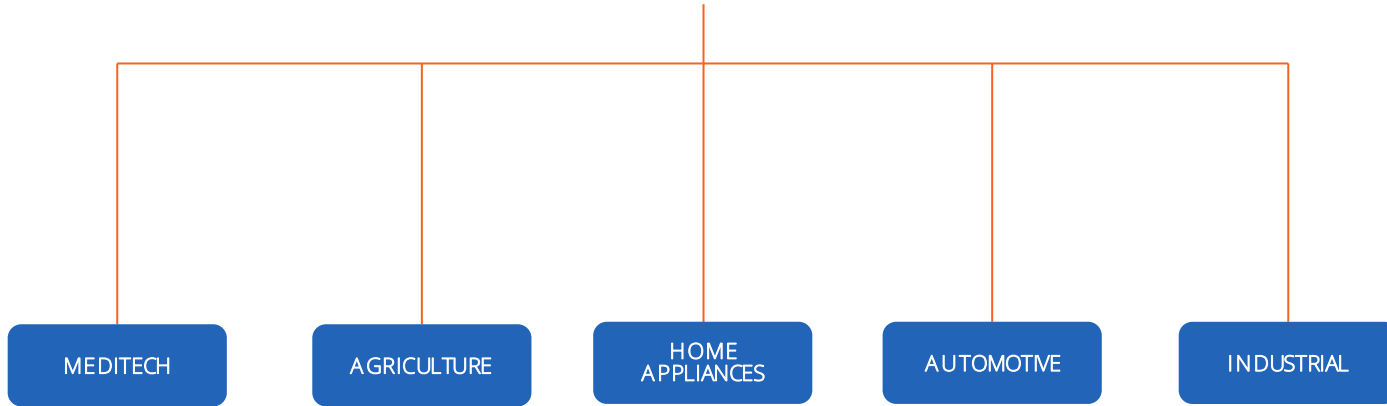 MEDITECH
AGRICULTURE
HOME
APPLIANCES
AUTOMOTIVE
INDUSTRIAL